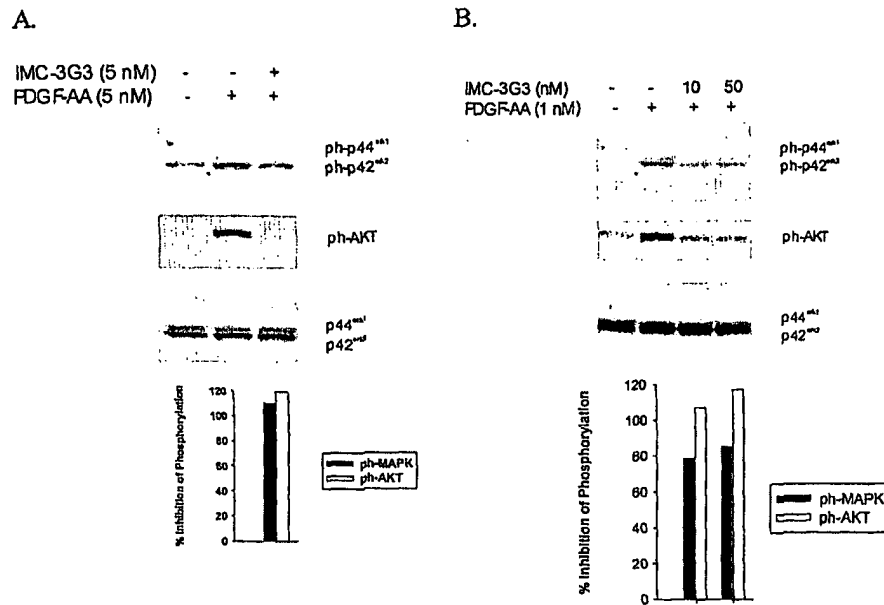 A.
IMC-3G3 (5 nM) - - +
PDGF-AA (5 nM) - + +
ph-p44
ph-p42
ph-AKT
p44
p42
% Inhibition of Phosphorylation
120
100
80
60
40
20
0
ph-MAPK
ph-AKT
B.
IMC-3G3 (nM) - - 10 50
PDGF-AA (1 nM) - + + +
ph-p44
ph-p42
ph-AKT
p44
p42
% Inhibition of Phosphorylation
120
100
80
60
40
20
0
ph-MAPK
ph-AKT